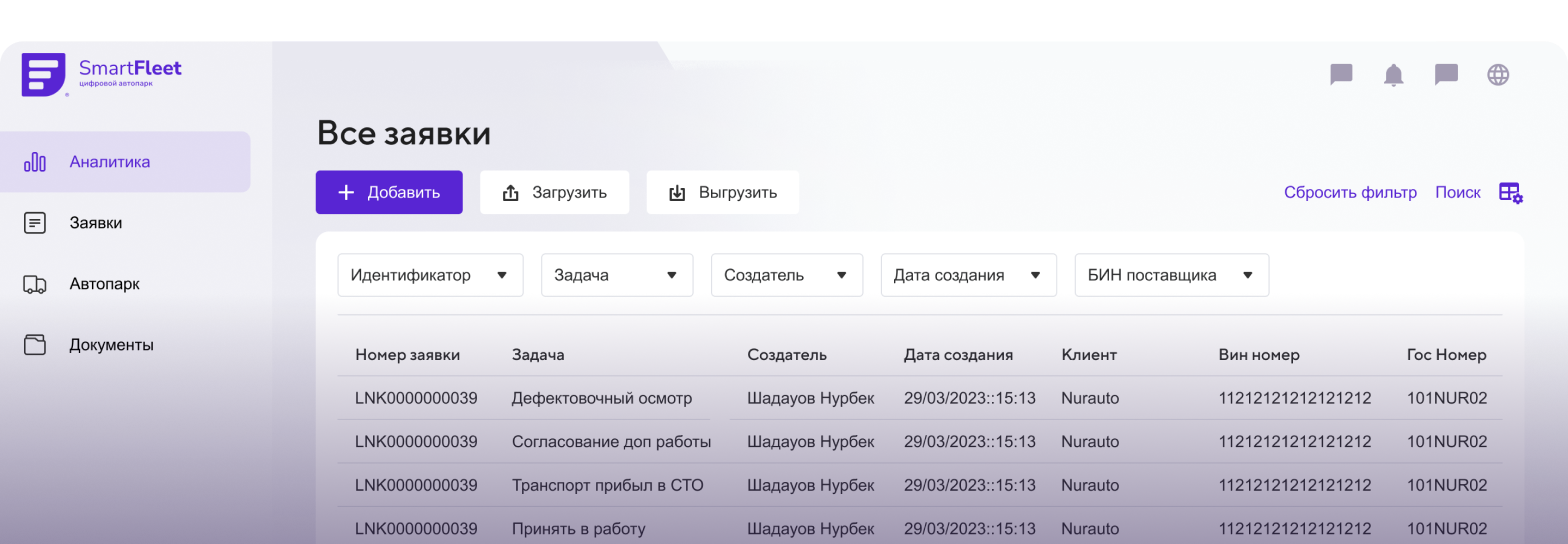 SmartFleet
цифровой автопарк
Аналитика
Заявки
Автопарк
Документы
Все заявки
Добавить Загрузить Выгрузить Сбросить фильтр Поиск
Идентификатор Задача Создатель Дата создания БИН поставщика
Номер заявки Задача Создатель Дата создания Клиент Вин номер Гос Номер
LNK0000000039 Дефектовочный осмотр Шадауов Нурбек 29/03/2023::15:13 Nurauto 11212121212121212 101NUR02
LNK0000000039 Согласование доп работы Шадауов Нурбек 29/03/2023::15:13 Nurauto 11212121212121212 101NUR02
LNK0000000039 Транспорт прибыл в СТО Шадауов Нурбек 29/03/2023::15:13 Nurauto 11212121212121212 101NUR02
LNK0000000039 Принять в работу Шадауов Нурбек 29/03/2023::15:13 Nurauto 11212121212121212 101NUR02